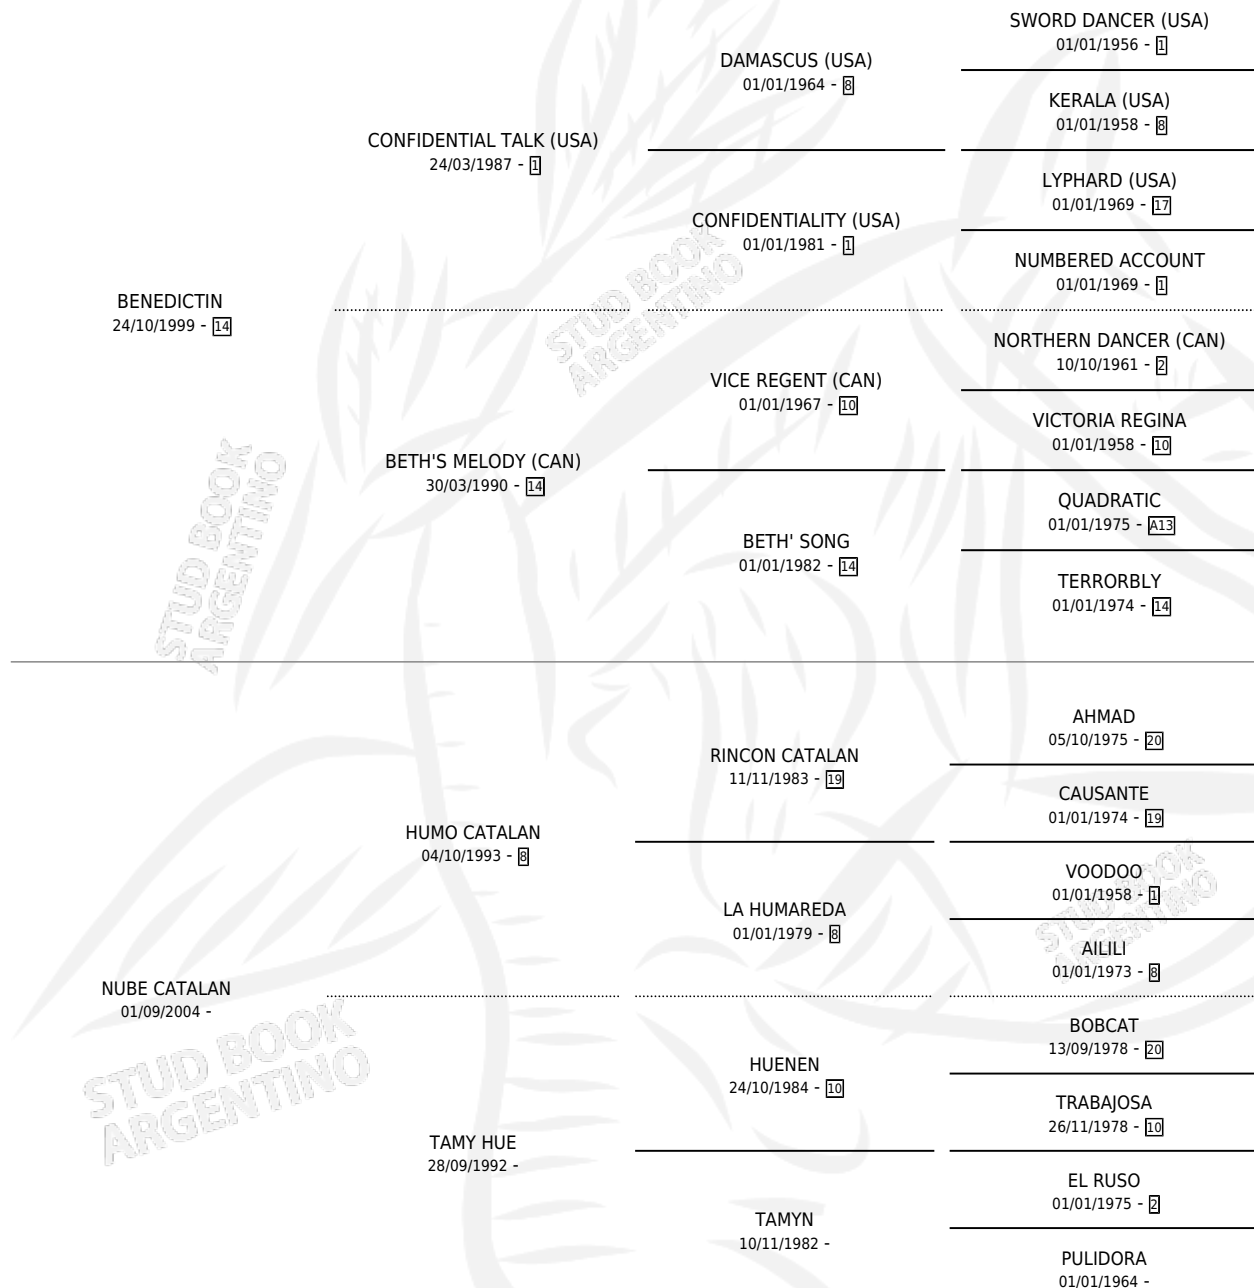 SWORD DANCER (USA)
01/01/1956 - 1
DAMASCUS (USA)
01/01/1964 - 8
KERALA (USA)
01/01/1958 - 8
CONFIDENTIAL TALK (USA)
24/03/1987 - 1
LYPHARD (USA)
01/01/1969 - 17
CONFIDENTIALITY (USA)
01/01/1981 - 1
NUMBERED ACCOUNT
01/01/1969 - 1
BENEDICTIN
24/10/1999 - 14
NORTHERN DANCER (CAN)
10/10/1961 - 2
VICE REGENT (CAN)
01/01/1967 - 10
VICTORIA REGINA
01/01/1958 - 10
BETH'S MELODY (CAN)
30/03/1990 - 14
QUADRATIC
01/01/1975 - A13
BETH' SONG
01/01/1982 - 14
TERRORBLY
01/01/1974 - 14
AHMAD
05/10/1975 - 20
RINCON CATALAN
11/11/1983 - 19
CAUSANTE
01/01/1974 - 19
HUMO CATALAN
04/10/1993 - 8
VOODOO
01/01/1958 - 1
LA HUMAREDA
01/01/1979 - 8
AILILI
01/01/1973 - 8
NUBE CATALAN
01/09/2004 -
BOBCAT
13/09/1978 - 20
HUENEN
24/10/1984 - 10
TRABAJOSA
26/11/1978 - 10
TAMY HUE
28/09/1992 -
EL RUSO
01/01/1975 - 2
TAMYN
10/11/1982 -
PULIDORA
01/01/1964 -
STUD BOOK
ARGENTINO
STUD BOOK
ARGENTINO
STUD BOOK
ARGENTINO
STUD BOOK
ARGENTINO